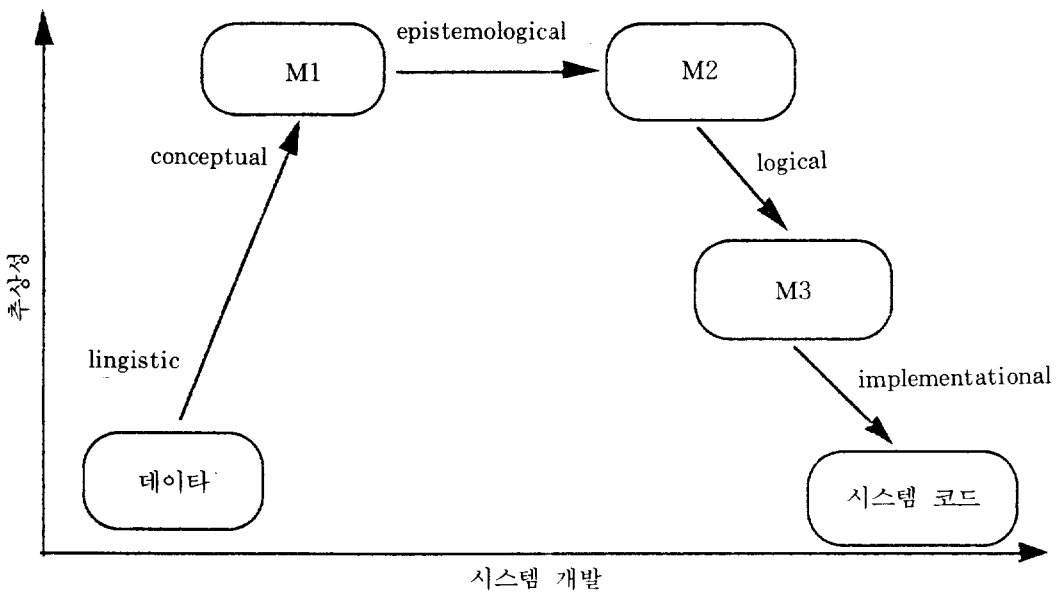 epistemological
M1
M2
conceptual
logical
추상성
M3
lingistic
implementational
데이타
시스템 코드
시스템 개발